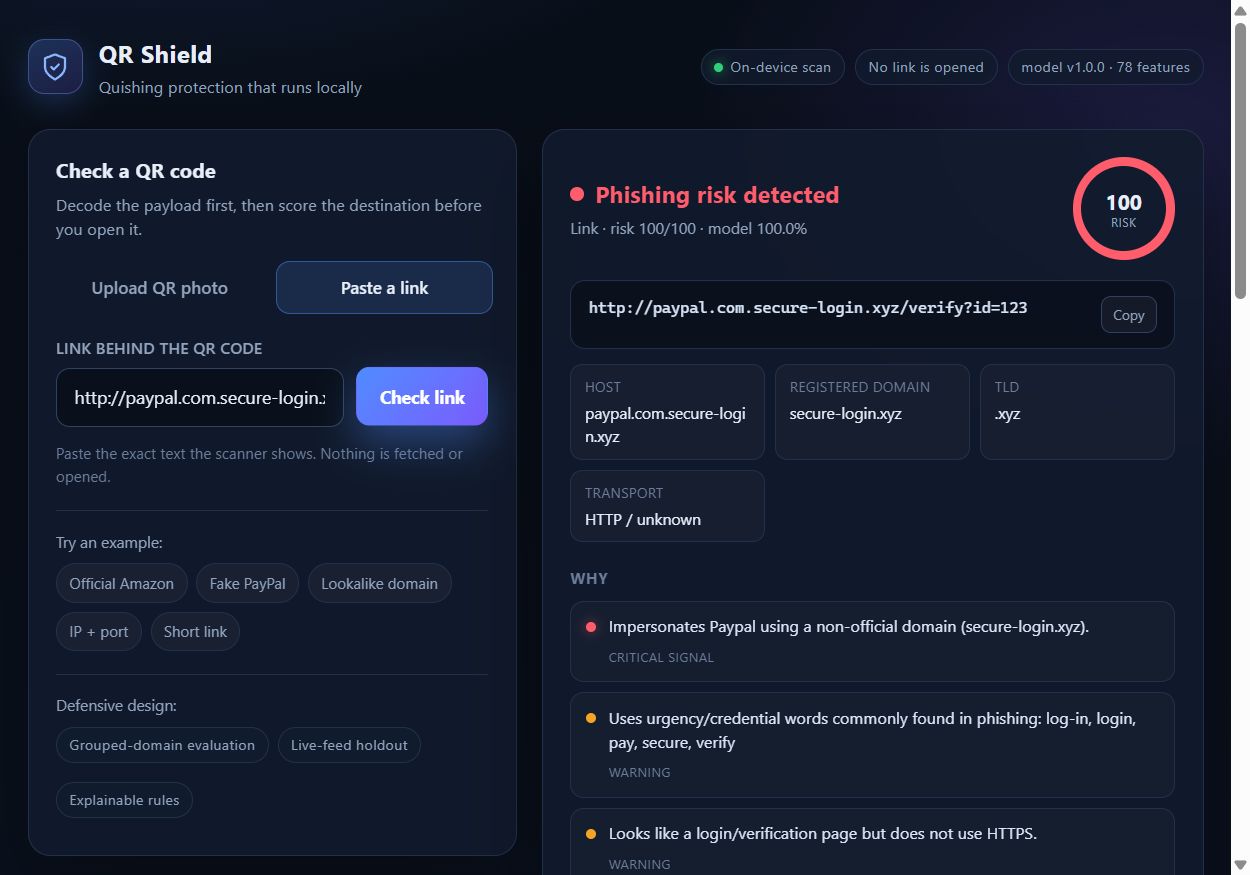 QR Shield
Quishing protection that runs locally
On-device scan
No link is opened
model v1.0.0 · 78 features
Check a QR code
Decode the payload first, then score the destination before
you open it.
Upload QR photo
Paste a link
LINK BEHIND THE QR CODE
http://paypal.com.secure-login.
Check link
Paste the exact text the scanner shows. Nothing is fetched or
opened.
Try an example:
Official Amazon
Fake PayPal
Lookalike domain
IP + port
Short link
Defensive design:
Grouped-domain evaluation
Live-feed holdout
Explainable rules
Phishing risk detected
Link · risk 100/100 · model 100.0%
100
RISK
http://paypal.com.secure-login.xyz/verify?id=123
Copy
HOST
paypal.com.secure-logi
n.xyz
REGISTERED DOMAIN
secure-login.xyz
TLD
.xyz
TRANSPORT
HTTP / unknown
WHY
Impersonates Paypal using a non-official domain (secure-login.xyz).
CRITICAL SIGNAL
Uses urgency/credential words commonly found in phishing: log-in, login,
pay, secure, verify
WARNING
Looks like a login/verification page but does not use HTTPS.
WARNING